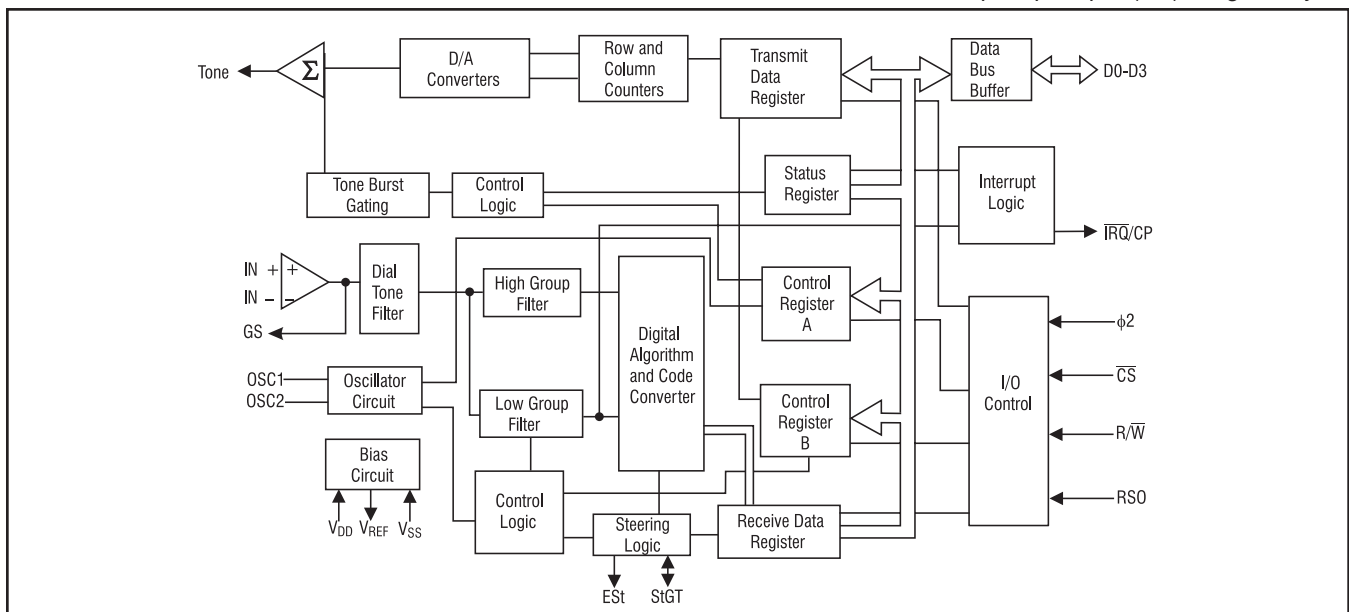 Tone
Σ
D/A
Converters
Row and
Column
Counters
Transmit
Data
Register
Data
Bus
Buffer
D0-D3
Tone Burst
Gating
Control
Logic
Status
Register
Interrupt
Logic
I̅R̅Q̅/CP
IN + +
IN – –
GS
Dial
Tone
Filter
High Group
Filter
Digital
Algorithm
and Code
Converter
Control
Register
A
I/O
Control
ϕ2
C̅S̅
R/W̅
RSO
OSC1
OSC2
Oscillator
Circuit
Low Group
Filter
Control
Register
B
Bias
Circuit
VDD VREF VSS
Control
Logic
Steering
Logic
Receive Data
Register
ESt StGT